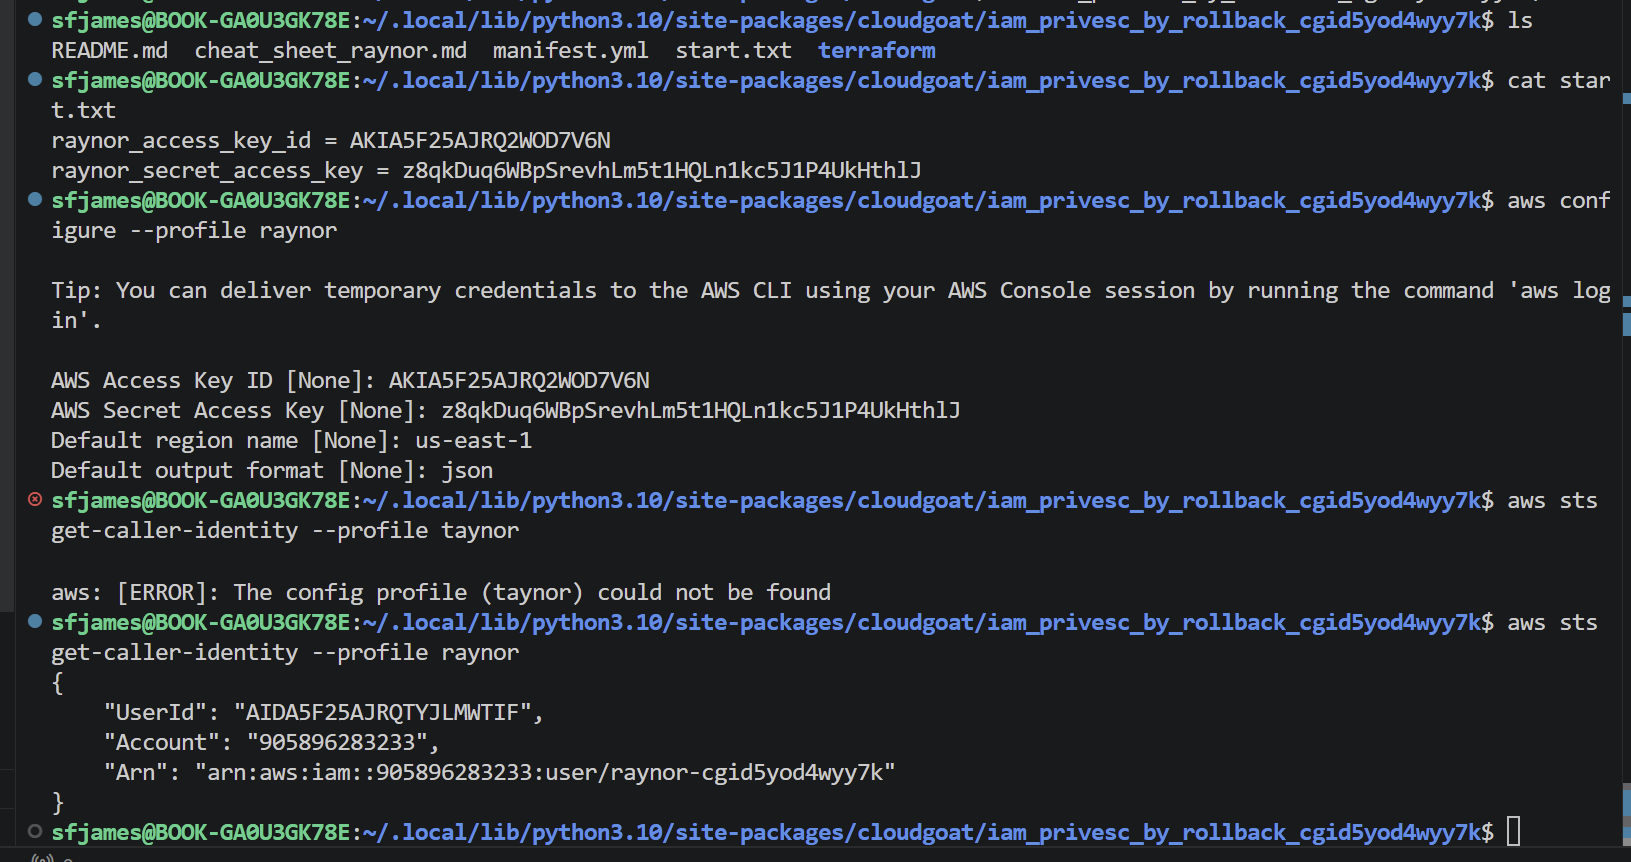 sfjames@BOOK-GA0U3GK78E:~/.local/lib/python3.10/site-packages/cloudgoat/iam_privesc_by_rollback_cgid5yod4wyy7k$ ls
README.md  cheat_sheet_raynor.md  manifest.yml  start.txt  terraform
sfjames@BOOK-GA0U3GK78E:~/.local/lib/python3.10/site-packages/cloudgoat/iam_privesc_by_rollback_cgid5yod4wyy7k$ cat star
t.txt
raynor_access_key_id = AKIA5F25AJRQ2WOD7V6N
raynor_secret_access_key = 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
sfjames@BOOK-GA0U3GK78E:~/.local/lib/python3.10/site-packages/cloudgoat/iam_privesc_by_rollback_cgid5yod4wyy7k$ aws conf
igure --profile raynor
Tip: You can deliver temporary credentials to the AWS CLI using your AWS Console session by running the command 'aws log
in'.
AWS Access Key ID [None]: AKIA5F25AJRQ2WOD7V6N
AWS Secret Access Key [None]: z8qkDuq6WBpSrevhLm5t1HQLn1kc5J1P4UkHthlJ
Default region name [None]: us-east-1
Default output format [None]: json
sfjames@BOOK-GA0U3GK78E:~/.local/lib/python3.10/site-packages/cloudgoat/iam_privesc_by_rollback_cgid5yod4wyy7k$ aws sts
get-caller-identity --profile taynor
aws: [ERROR]: The config profile (taynor) could not be found
sfjames@BOOK-GA0U3GK78E:~/.local/lib/python3.10/site-packages/cloudgoat/iam_privesc_by_rollback_cgid5yod4wyy7k$ aws sts
get-caller-identity --profile raynor
{
    "UserId": "AIDA5F25AJRQTYJLMWTIF",
    "Account": "905896283233",
    "Arn": "arn:aws:iam::905896283233:user/raynor-cgid5yod4wyy7k"
}
sfjames@BOOK-GA0U3GK78E:~/.local/lib/python3.10/site-packages/cloudgoat/iam_privesc_by_rollback_cgid5yod4wyy7k$